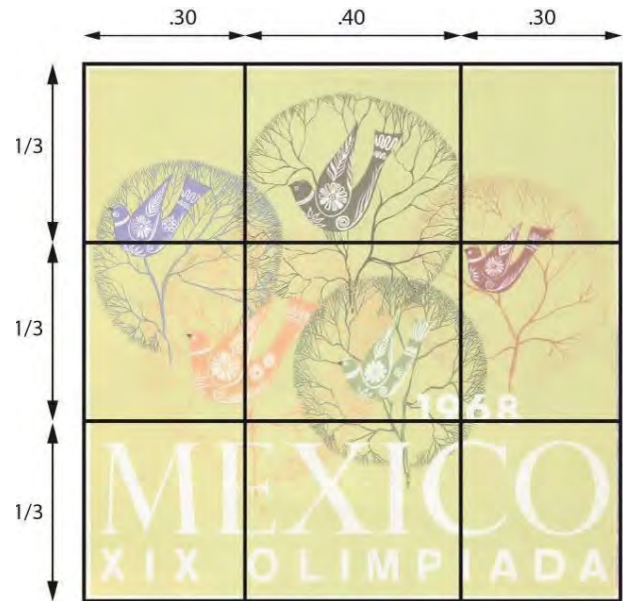 .30 .40 .30
1/3
1/3
1/3
1968
MEXICO
XIX OLIMPIADA